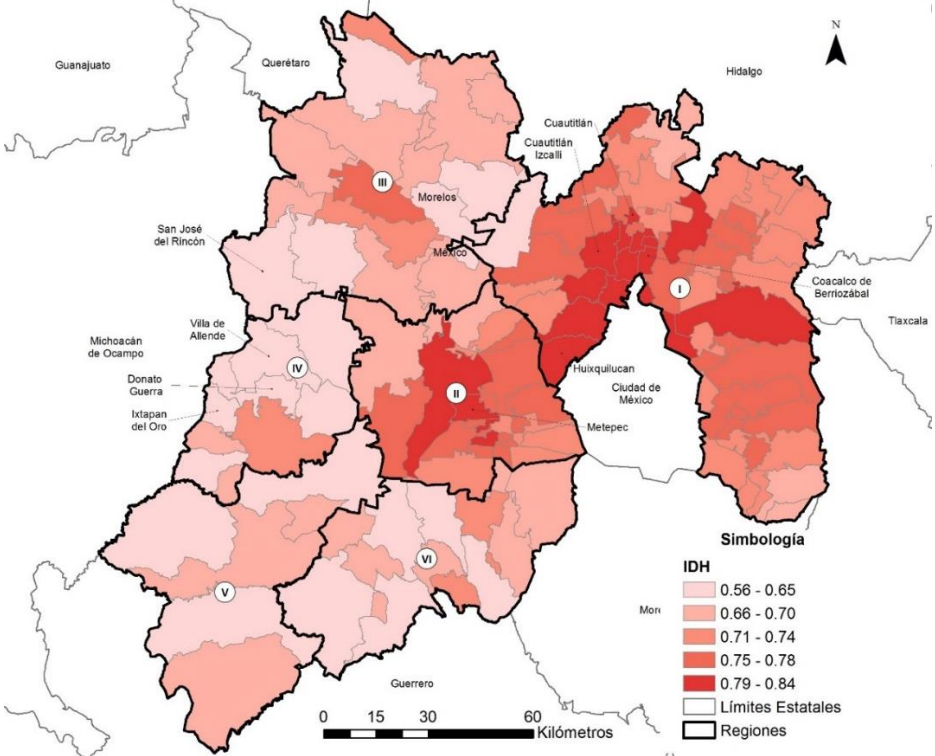 N
Guanajuato
Querétaro
Hidalgo
Cuautitlán
Cuautitlán
Izcalli
III
Morelos
San José
del Rincón
México
I
Coacalco de
Berriozábal
Tlaxcala
Villa de
Allende
Michoacán
de Ocampo
IV
Donato
Guerra
Huixquilucan
Ciudad de
México
II
Ixtapan
del Oro
Metepec
Simbología
VI
IDH
V
0.56 - 0.65
0.66 - 0.70
Mor
0.71 - 0.74
0.75 - 0.78
Guerrero
0.79 - 0.84
Límites Estatales
Regiones
0 15 30 60
Kilómetros